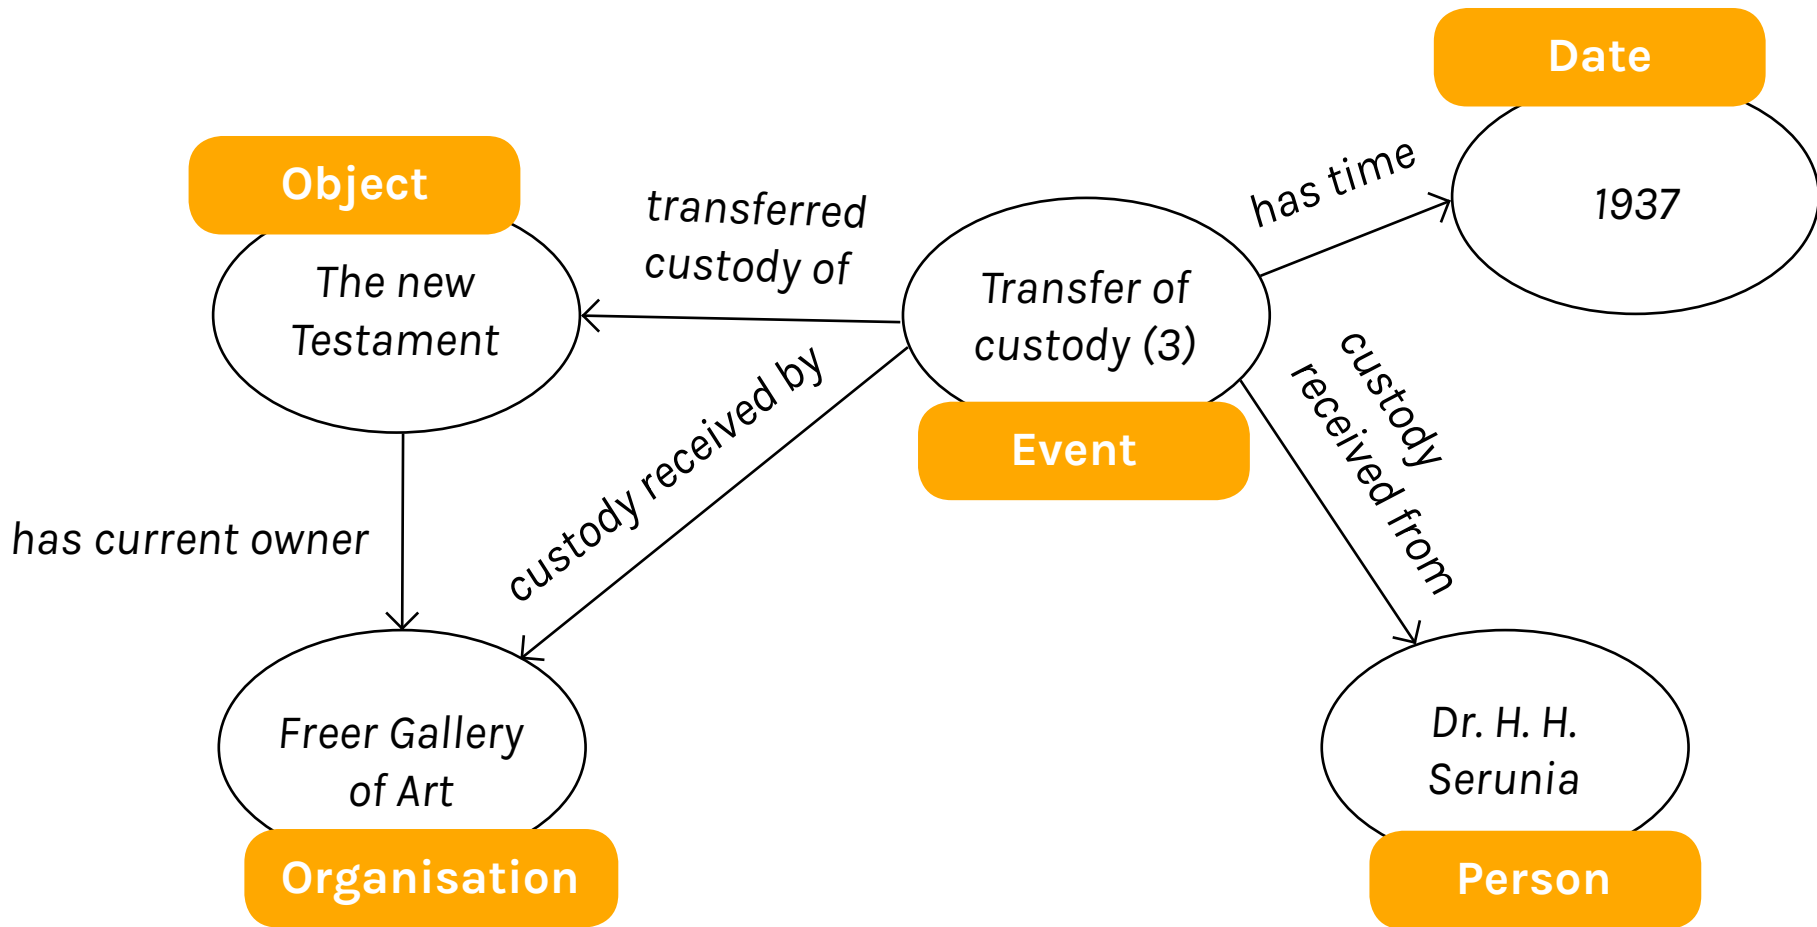 Date
1937
has time
Object
The new
Testament
transferred
custody of
Transfer of
custody (3)
Event
custody
received from
custody received by
has current owner
Freer Gallery
of Art
Organisation
Dr. H. H.
Serunia
Person